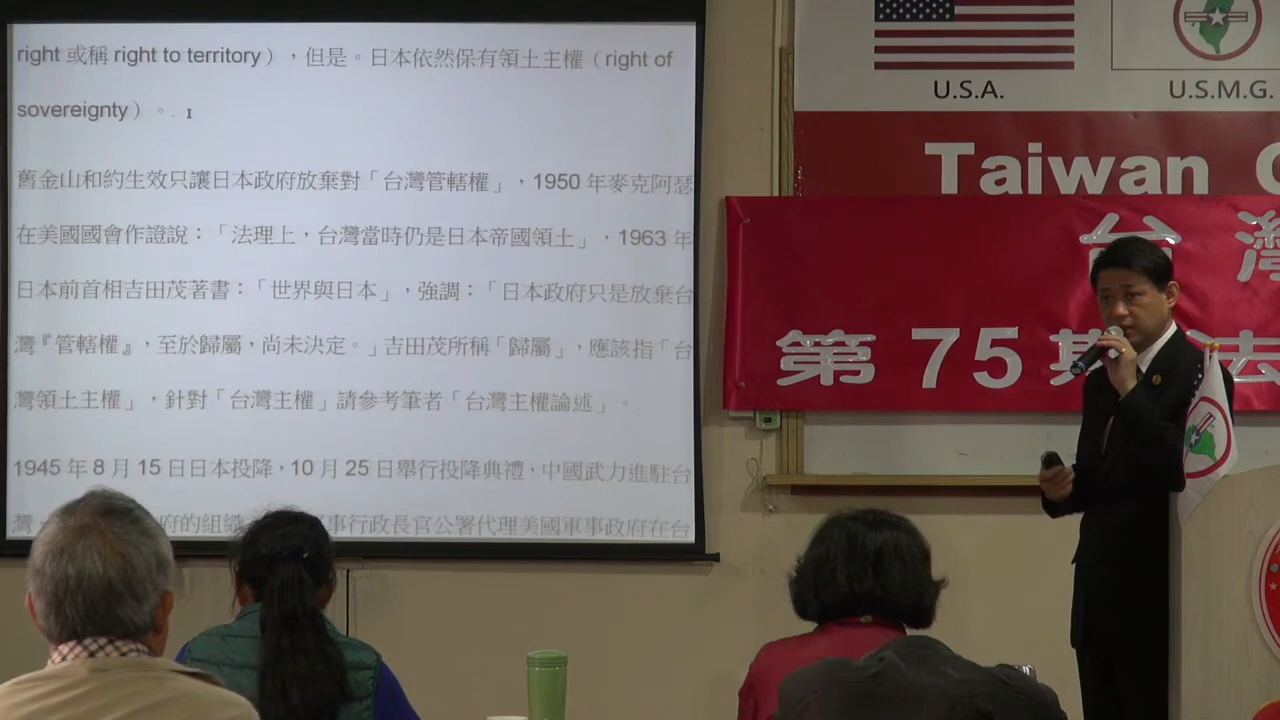 right 或稱 right to territory），但是。日本依然保有領土主權（right of
sovereignty）。
舊金山和約生效只讓日本政府放棄對「台灣管轄權」，1950 年麥克阿瑟
在美國國會作證說：「法理上，台灣當時仍是日本帝國領土」，1963 年
日本前首相吉田茂著書：「世界與日本」，強調：「日本政府只是放棄台
灣『管轄權』，至於歸屬，尚未決定。」吉田茂所稱「歸屬」，應該指「台
灣領土主權」，針對「台灣主權」請參考筆者「台灣主權論述」。
1945 年 8 月 15 日日本投降，10 月 25 日舉行投降典禮，中國武力進駐台
灣 府的組織 事行政長官公署代理美國軍事政府在台
U.S.A.
U.S.M.G.
Taiwan
台灣
第 75 期 法